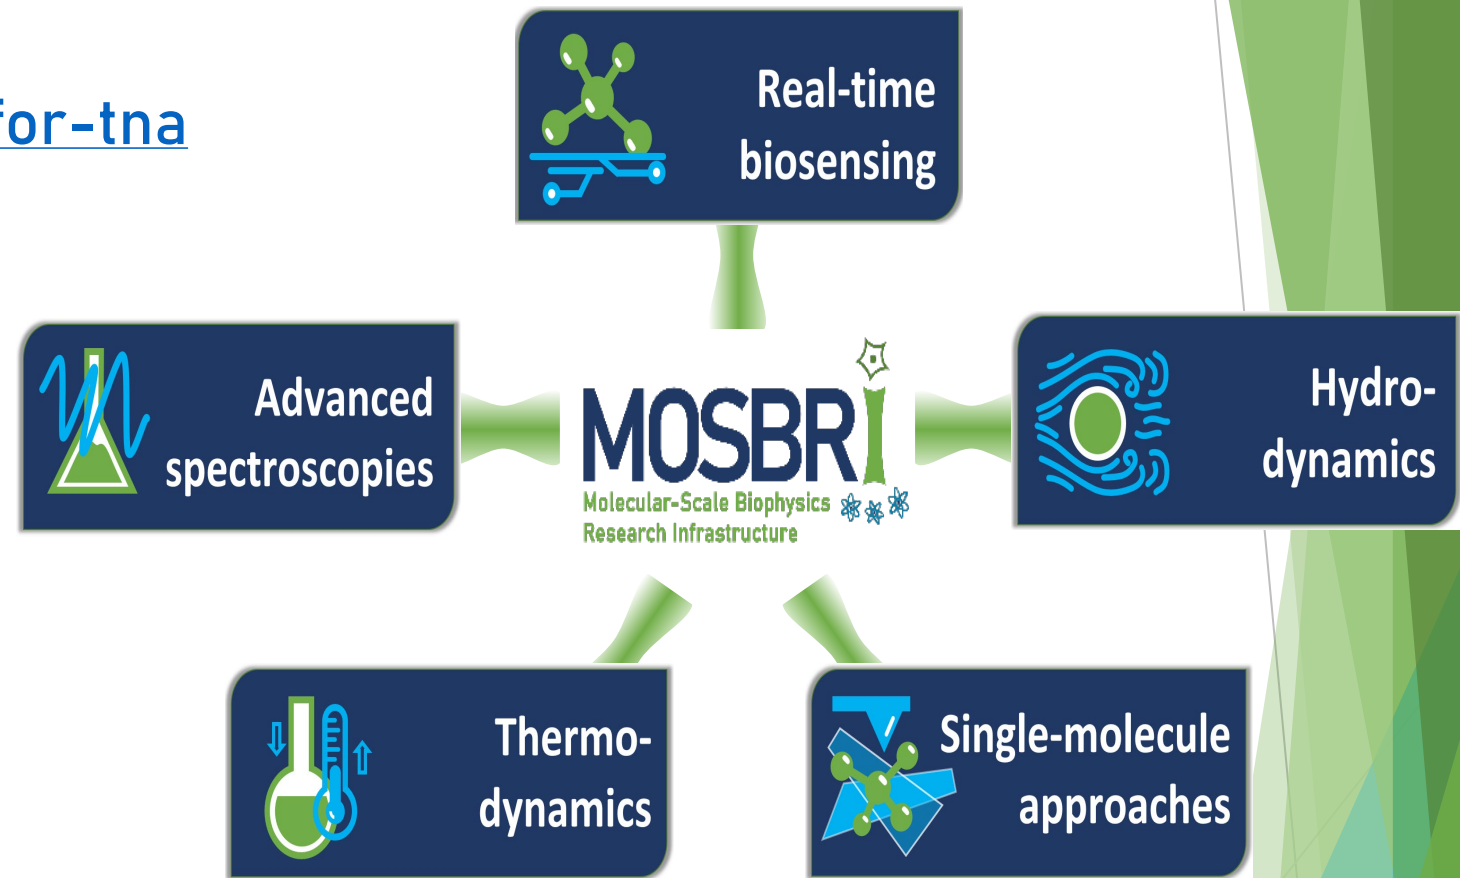 for-tna
Real-time
biosensing
Advanced
spectroscopies
MOSBRI
Molecular-Scale Biophysics
Research Infrastructure
Hydro-
dynamics
Thermo-
dynamics
Single-molecule
approaches